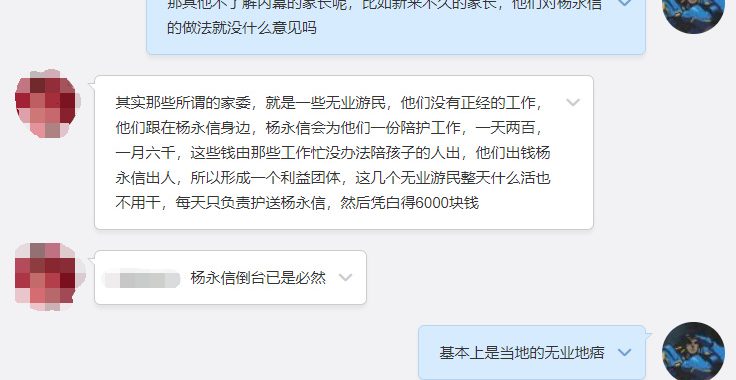 那其他不了解内幕的家长呢，比如新来不久的家长，他们对杨永信
的做法就没什么意见吗
其实那些所谓的家委，就是一些无业游民，他们没有正经的工作，
他们跟在杨永信身边，杨永信会为他们一份陪护工作，一天两百，
一月六千，这些钱由那些工作忙没办法陪孩子的人出，他们出钱杨
永信出人，所以形成一个利益团体，这几个无业游民整天什么活也
不用干，每天只负责护送杨永信，然后凭白得6000块钱
杨永信倒台已是必然
基本上是当地的无业地痞